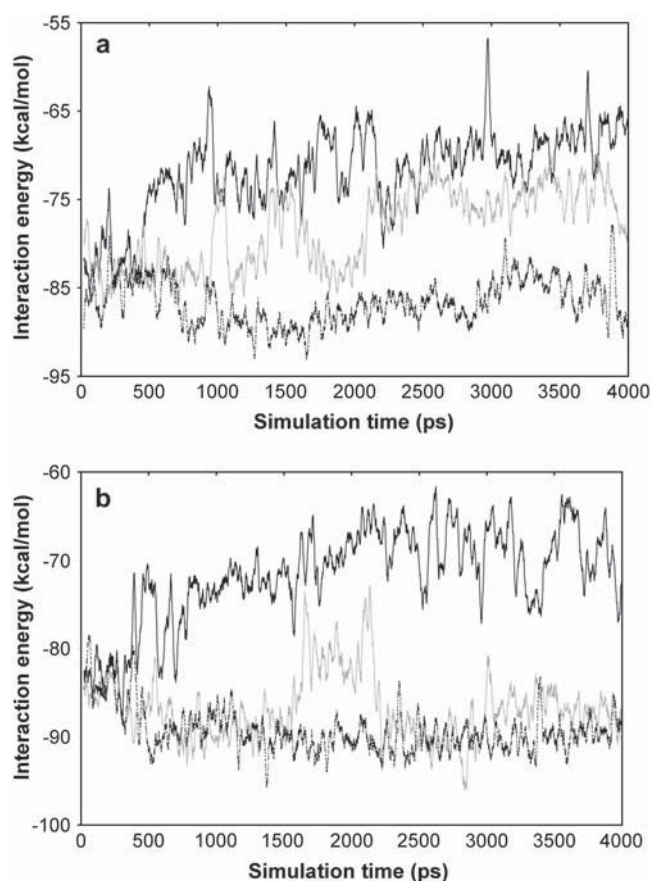 a
Interaction energy (kcal/mol)
-55
-65
-75
-85
-95
0 500 1000 1500 2000 2500 3000 3500 4000
Simulation time (ps)
b
Interaction energy (kcal/mol)
-60
-70
-80
-90
-100
0 500 1000 1500 2000 2500 3000 3500 4000
Simulation time (ps)